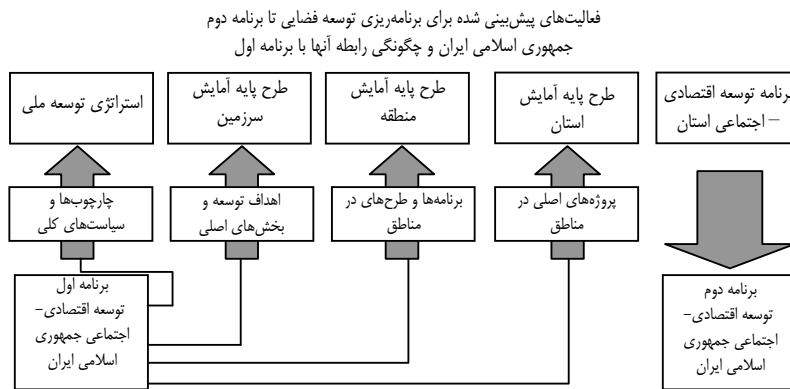 فعالیت‌های پیش‌بینی شده برای برنامه‌ریزی توسعه فضایی تا برنامه دوم
جمهوری اسلامی ایران و چگونگی رابطه آنها با برنامه اول
برنامه توسعه اقتصادی
– اجتماعی استان
طرح پایه آمایش
استان
طرح پایه آمایش
منطقه
طرح پایه آمایش
سرزمین
استراتژی توسعه ملی
پروژه‌های اصلی در
مناطق
برنامه‌ها و طرح‌های در
مناطق
اهداف توسعه و
بخش‌های اصلی
چارچوب‌ها و
سیاست‌های کلی
برنامه دوم
توسعه اقتصادی-
اجتماعی جمهوری
اسلامی ایران
برنامه اول
توسعه اقتصادی-
اجتماعی جمهوری
اسلامی ایران